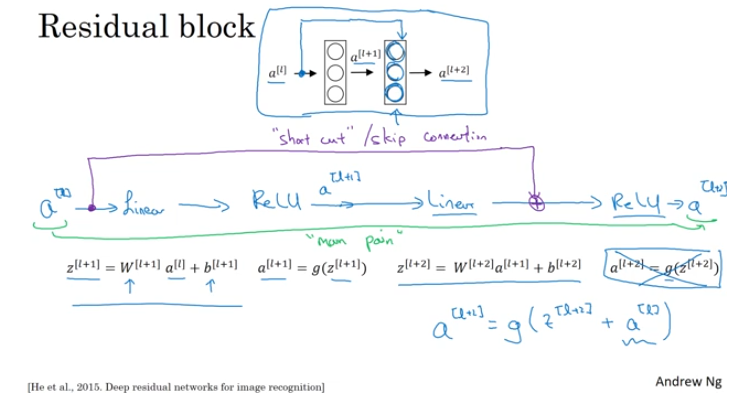 Residual block
a^[l] a^[l+1] a^[l+2]
"short cut" / skip connection
a^[l] → Linear → ReLU a^[l+1] → Linear → ReLU → a^[l+2]
"main path"
z^[l+1] = W^[l+1] a^[l] + b^[l+1] a^[l+1] = g(z^[l+1]) z^[l+2] = W^[l+2] a^[l+1] + b^[l+2] a^[l+2] = g(z^[l+2])
a^[l+2] = g(z^[l+2] + a^[l])
[He et al., 2015. Deep residual networks for image recognition]
Andrew Ng